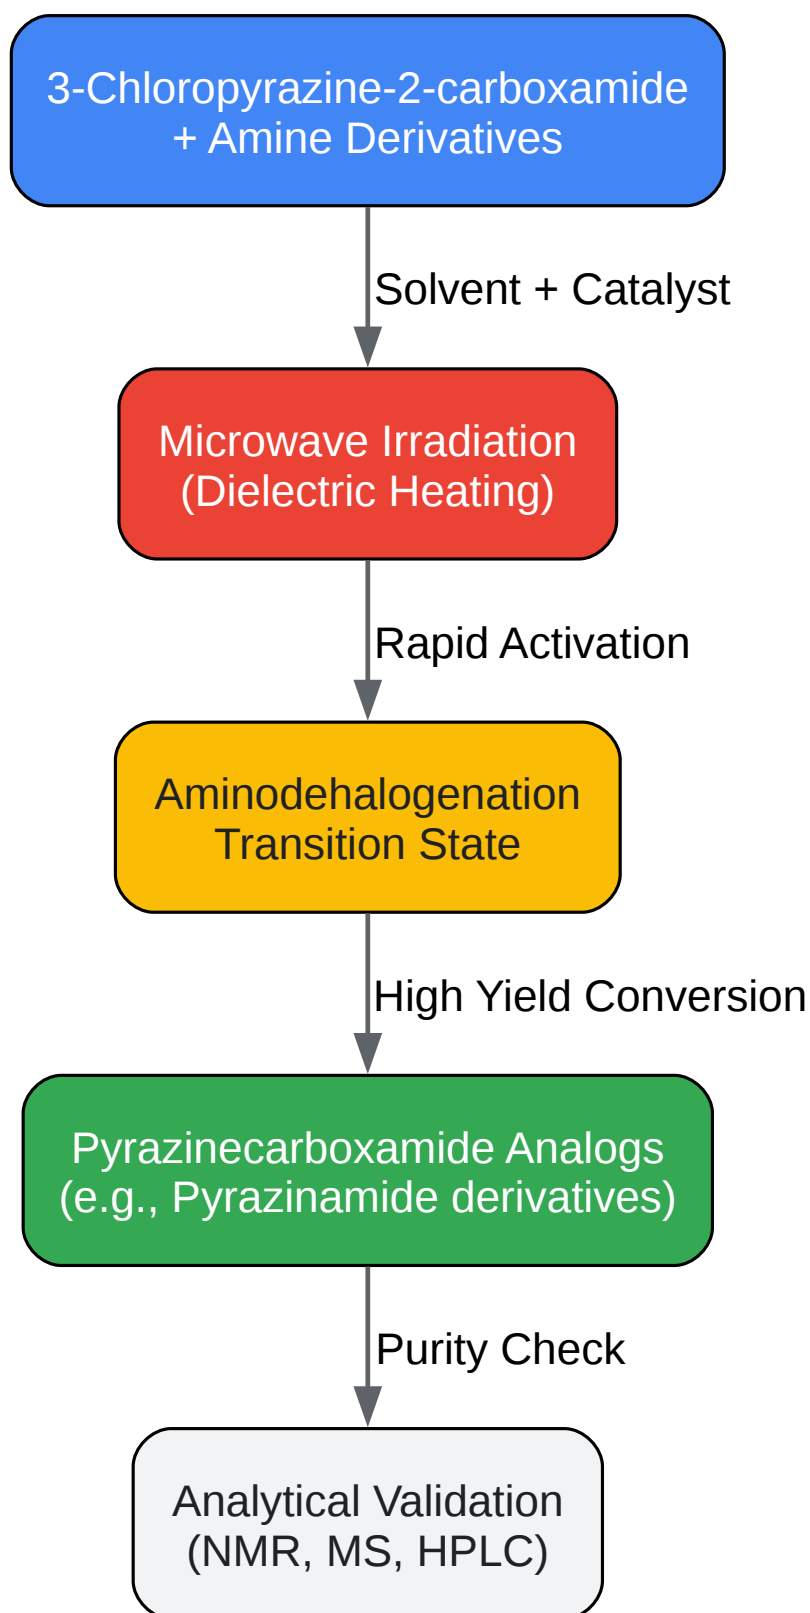 3-Chloropyrazine-2-carboxamide
+ Amine Derivatives
Solvent + Catalyst
Microwave Irradiation
(Dielectric Heating)
Rapid Activation
Aminodehalogenation
Transition State
High Yield Conversion
Pyrazinecarboxamide Analogs
(e.g., Pyrazinamide derivatives)
Purity Check
Analytical Validation
(NMR, MS, HPLC)